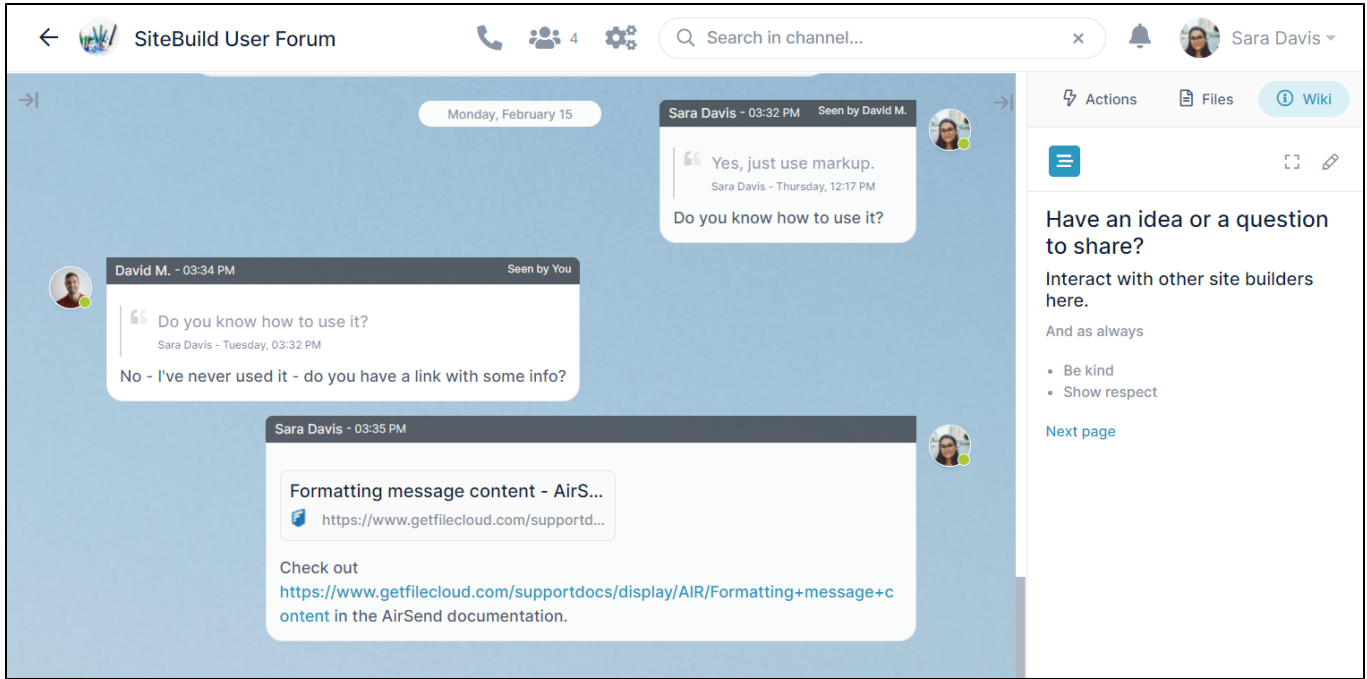 SiteBuild User Forum
4
Search in channel...
Sara Davis
Monday, February 15
Sara Davis - 03:32 PM Seen by David M.
Yes, just use markup.
Sara Davis - Thursday, 12:17 PM
Do you know how to use it?
David M. - 03:34 PM Seen by You
Do you know how to use it?
Sara Davis - Tuesday, 03:32 PM
No - I've never used it - do you have a link with some info?
Sara Davis - 03:35 PM
Formatting message content - AirS...
https://www.getfilecloud.com/supportd...
Check out
https://www.getfilecloud.com/supportdocs/display/AIR/Formatting+message+c
ontent in the AirSend documentation.
Actions
Files
Wiki
Have an idea or a question
to share?
Interact with other site builders
here.
And as always
• Be kind
• Show respect
Next page